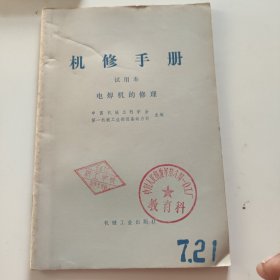 机修手册
试用本
电焊机的修理
中国机械工程学会
第一机械工业部设备动力司 主编
教育科
机械工业出版社
7.21